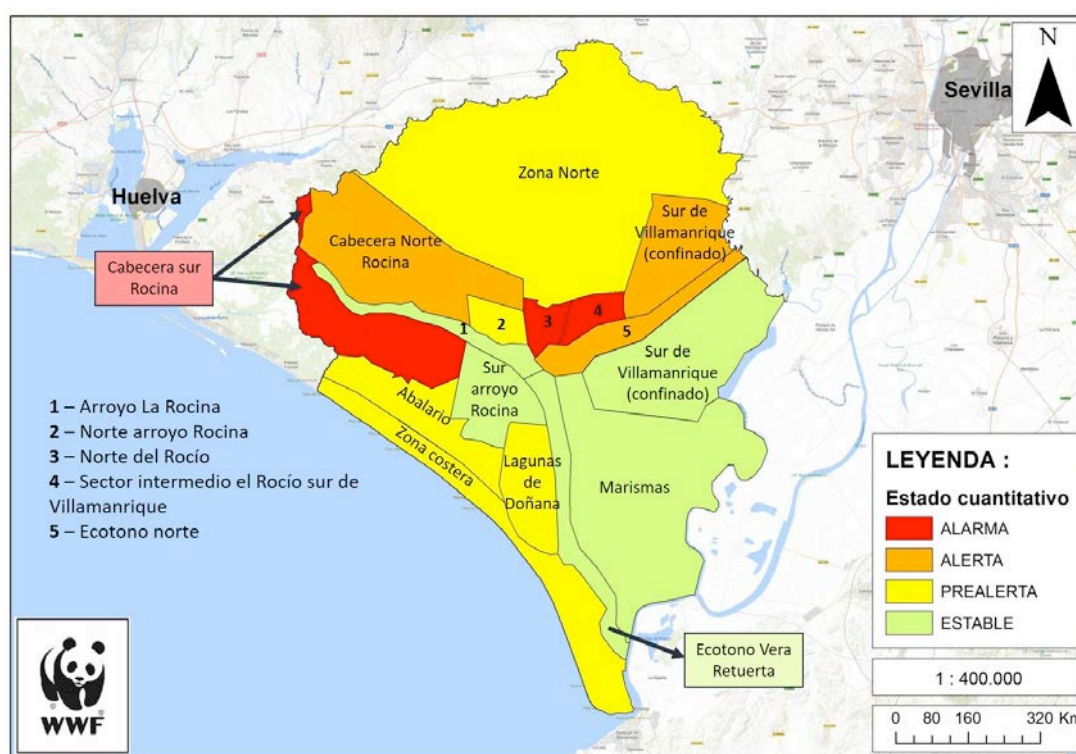 N
Sevilla
Huelva
Zona Norte
Sur de
Villamanrique
(confinado)
Cabecera Norte
Rocina
Cabecera sur
Rocina
1
2
3
4
5
Sur de
Villamanrique
(confinado)
Sur
arroyo
Rocina
Abalario
Zona costera
Lagunas
de
Doñana
Marismas
1 – Arroyo La Rocina
2 – Norte arroyo Rocina
3 – Norte del Rocío
4 – Sector intermedio el Rocío sur de
Villamanrique
5 – Ecotono norte
Ecotono Vera
Retuerta
LEYENDA :
Estado cuantitativo
ALARMA
ALERTA
PREALERTA
ESTABLE
1 : 400.000
0 80 160 320 Km
WWF